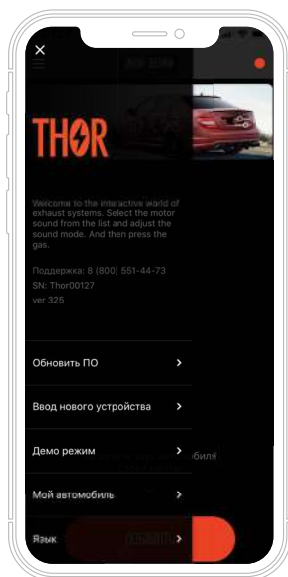 THOR
Welcome to the interactive world of
exhaust systems. Select the motor
sound from the list and adjust the
sound mode. And then press the
gas.
Поддержка: 8 (800) 551-44-73
SN: Thor00127
ver 325
Обновить ПО
Ввод нового устройства
Демо режим
Мой автомобиль
Язык